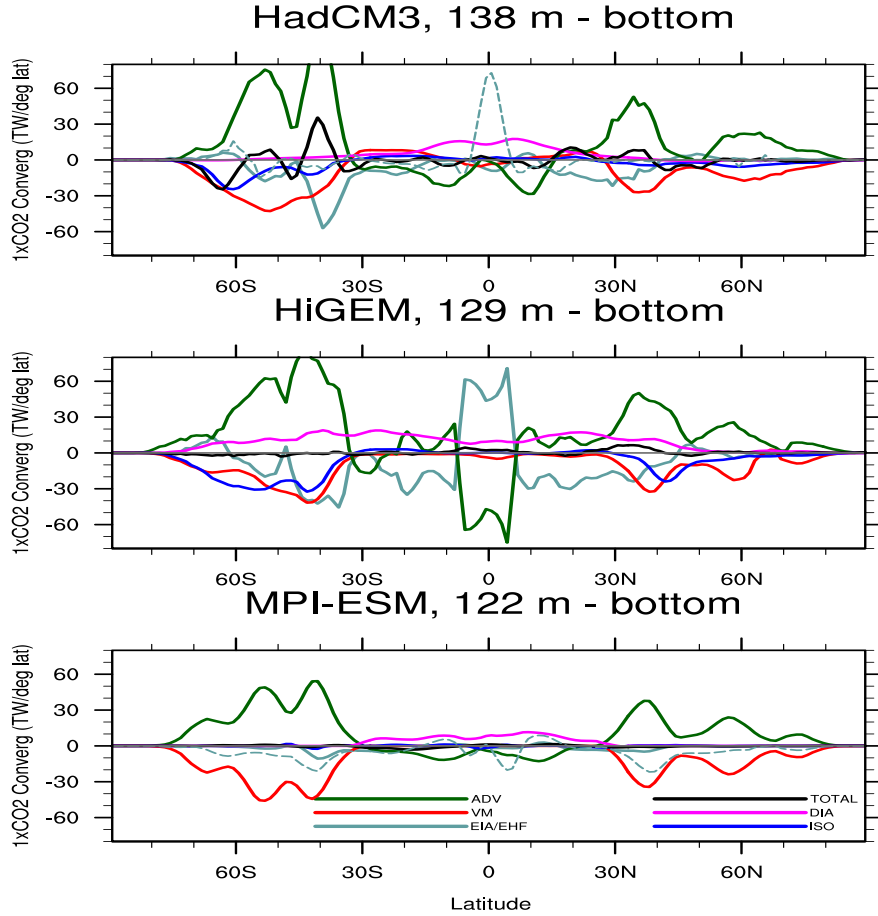 HadCM3, 138 m - bottom
1xCO2 Converg (TW/deg lat)
60
30
0
-30
-60
60S 30S 0 30N 60N
HiGEM, 129 m - bottom
1xCO2 Converg (TW/deg lat)
60
30
0
-30
-60
60S 30S 0 30N 60N
MPI-ESM, 122 m - bottom
1xCO2 Converg (TW/deg lat)
60
30
0
-30
-60
ADV TOTAL
VM DIA
EIA/EHF ISO
60S 30S 0 30N 60N
Latitude